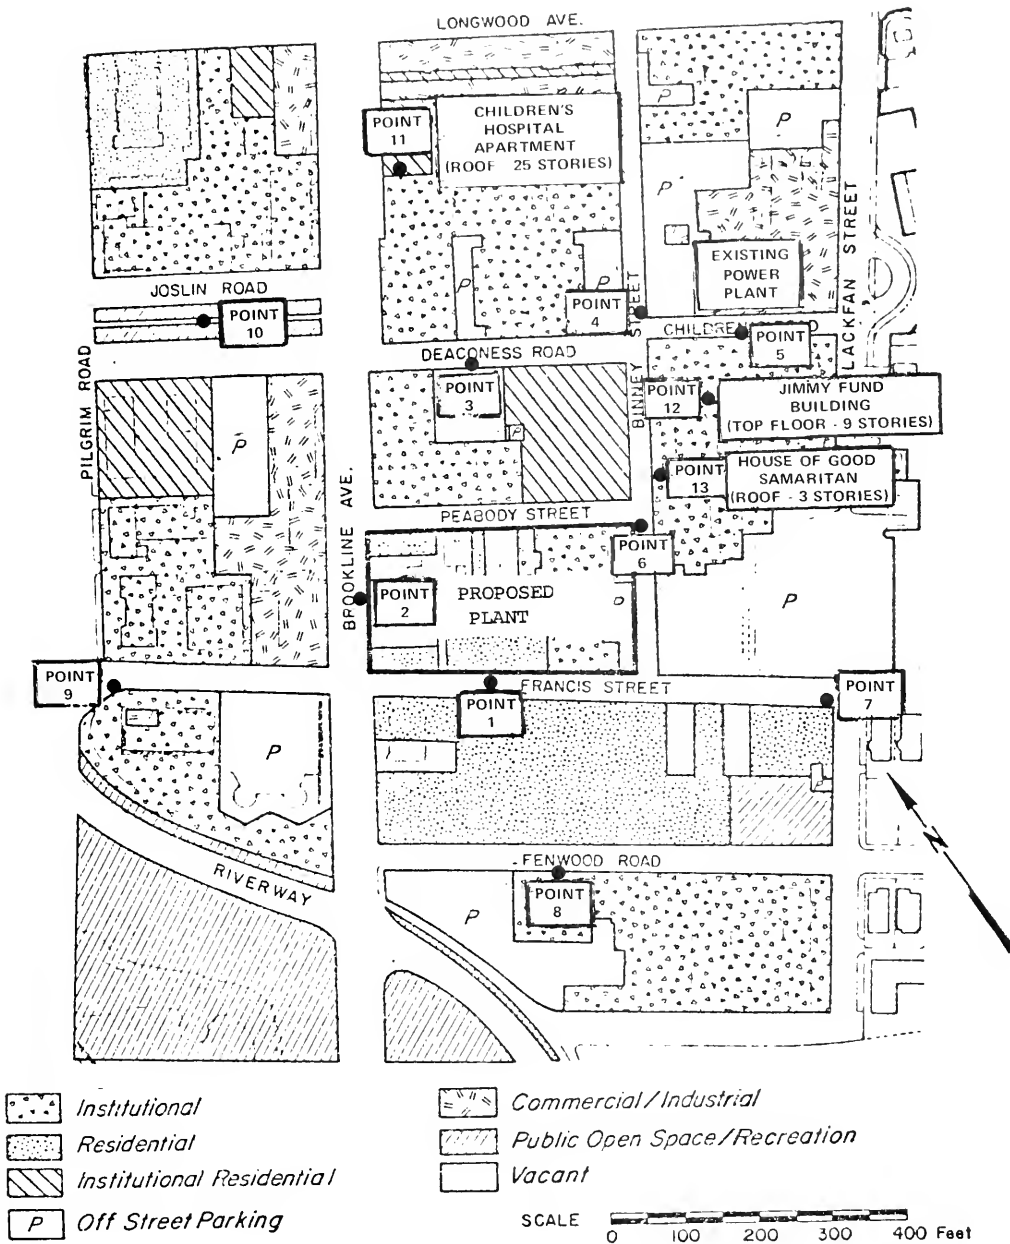 LONGWOOD AVE.
POINT
11
CHILDREN'S
HOSPITAL
APARTMENT
(ROOF 25 STORIES)
P
P
P
P
P
EXISTING
POWER
PLANT
LACKFAN STREET
JOSLIN ROAD
POINT
10
POINT
4
BINNEY STREET
CHILDREN
POINT
5
DEACONESS ROAD
PILGRIM ROAD
POINT
3
P
P
POINT
12
JIMMY FUND
BUILDING
(TOP FLOOR - 9 STORIES)
POINT
13
HOUSE OF GOOD
SAMARITAN
(ROOF - 3 STORIES)
BROOKLINE AVE.
PEABODY STREET
POINT
6
POINT
2
PROPOSED
PLANT
P
P
POINT
9
FRANCIS STREET
POINT
1
POINT
7
P
RIVERWAY
N
FENWOOD ROAD
P
POINT
8
Institutional
Residential
Institutional Residential
P Off Street Parking
Commercial/Industrial
Public Open Space/Recreation
Vacant
SCALE
0 100 200 300 400 Feet